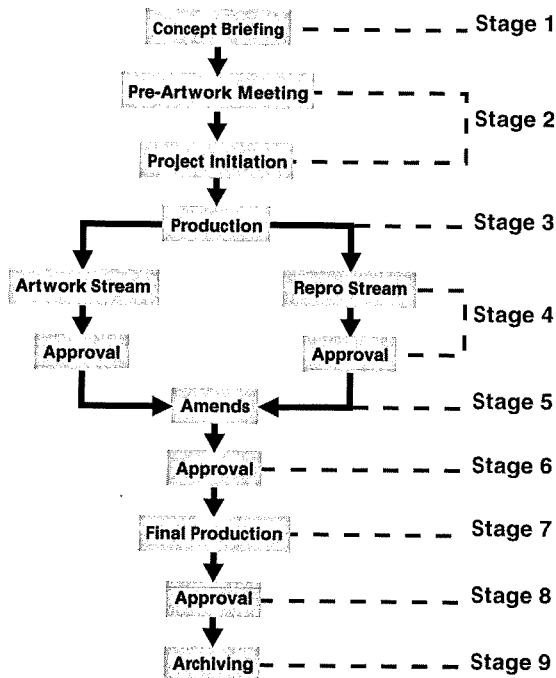 Concept Briefing
Stage 1
Pre-Artwork Meeting
Stage 2
Project Initiation
Production
Stage 3
Artwork Stream
Repro Stream
Stage 4
Approval
Approval
Amends
Stage 5
Approval
Stage 6
Final Production
Stage 7
Approval
Stage 8
Archiving
Stage 9